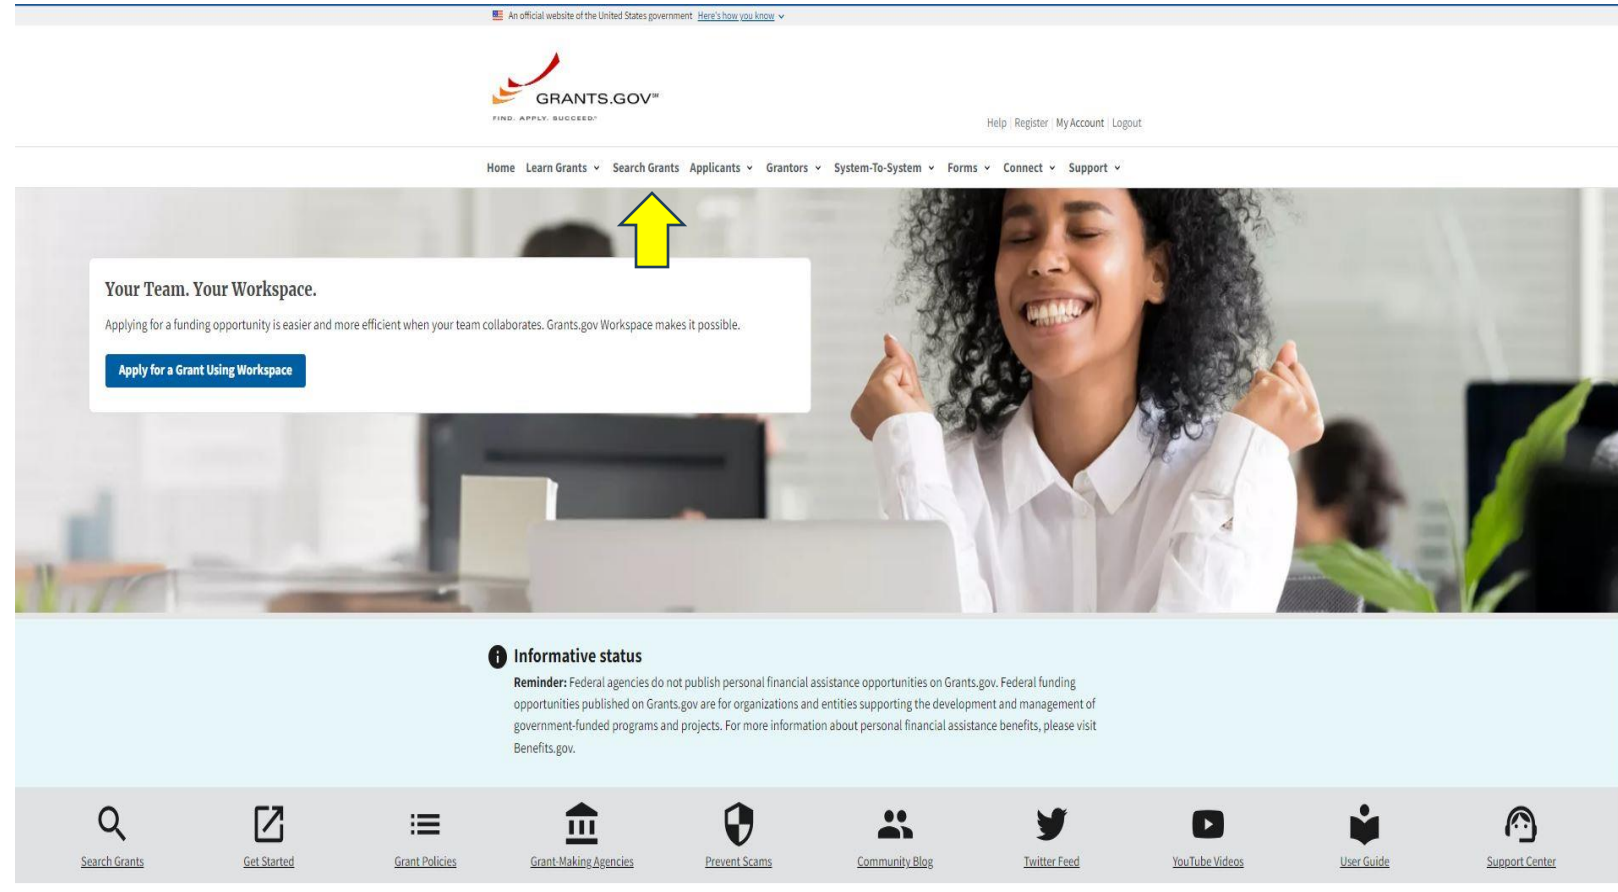 An official website of the United States government Here's how you know
GRANTS.GOV℠
FIND. APPLY. SUCCEED.℠
Help | Register | My Account | Logout
Home Learn Grants Search Grants Applicants Grantors System-To-System Forms Connect Support
Your Team. Your Workspace.
Applying for a funding opportunity is easier and more efficient when your team collaborates. Grants.gov Workspace makes it possible.
Apply for a Grant Using Workspace
Informative status
Reminder: Federal agencies do not publish personal financial assistance opportunities on Grants.gov. Federal funding
opportunities published on Grants.gov are for organizations and entities supporting the development and management of
government-funded programs and projects. For more information about personal financial assistance benefits, please visit
Benefits.gov.
Search Grants Get Started Grant Policies Grant-Making Agencies Prevent Scams Community Blog Twitter Feed YouTube Videos User Guide Support Center